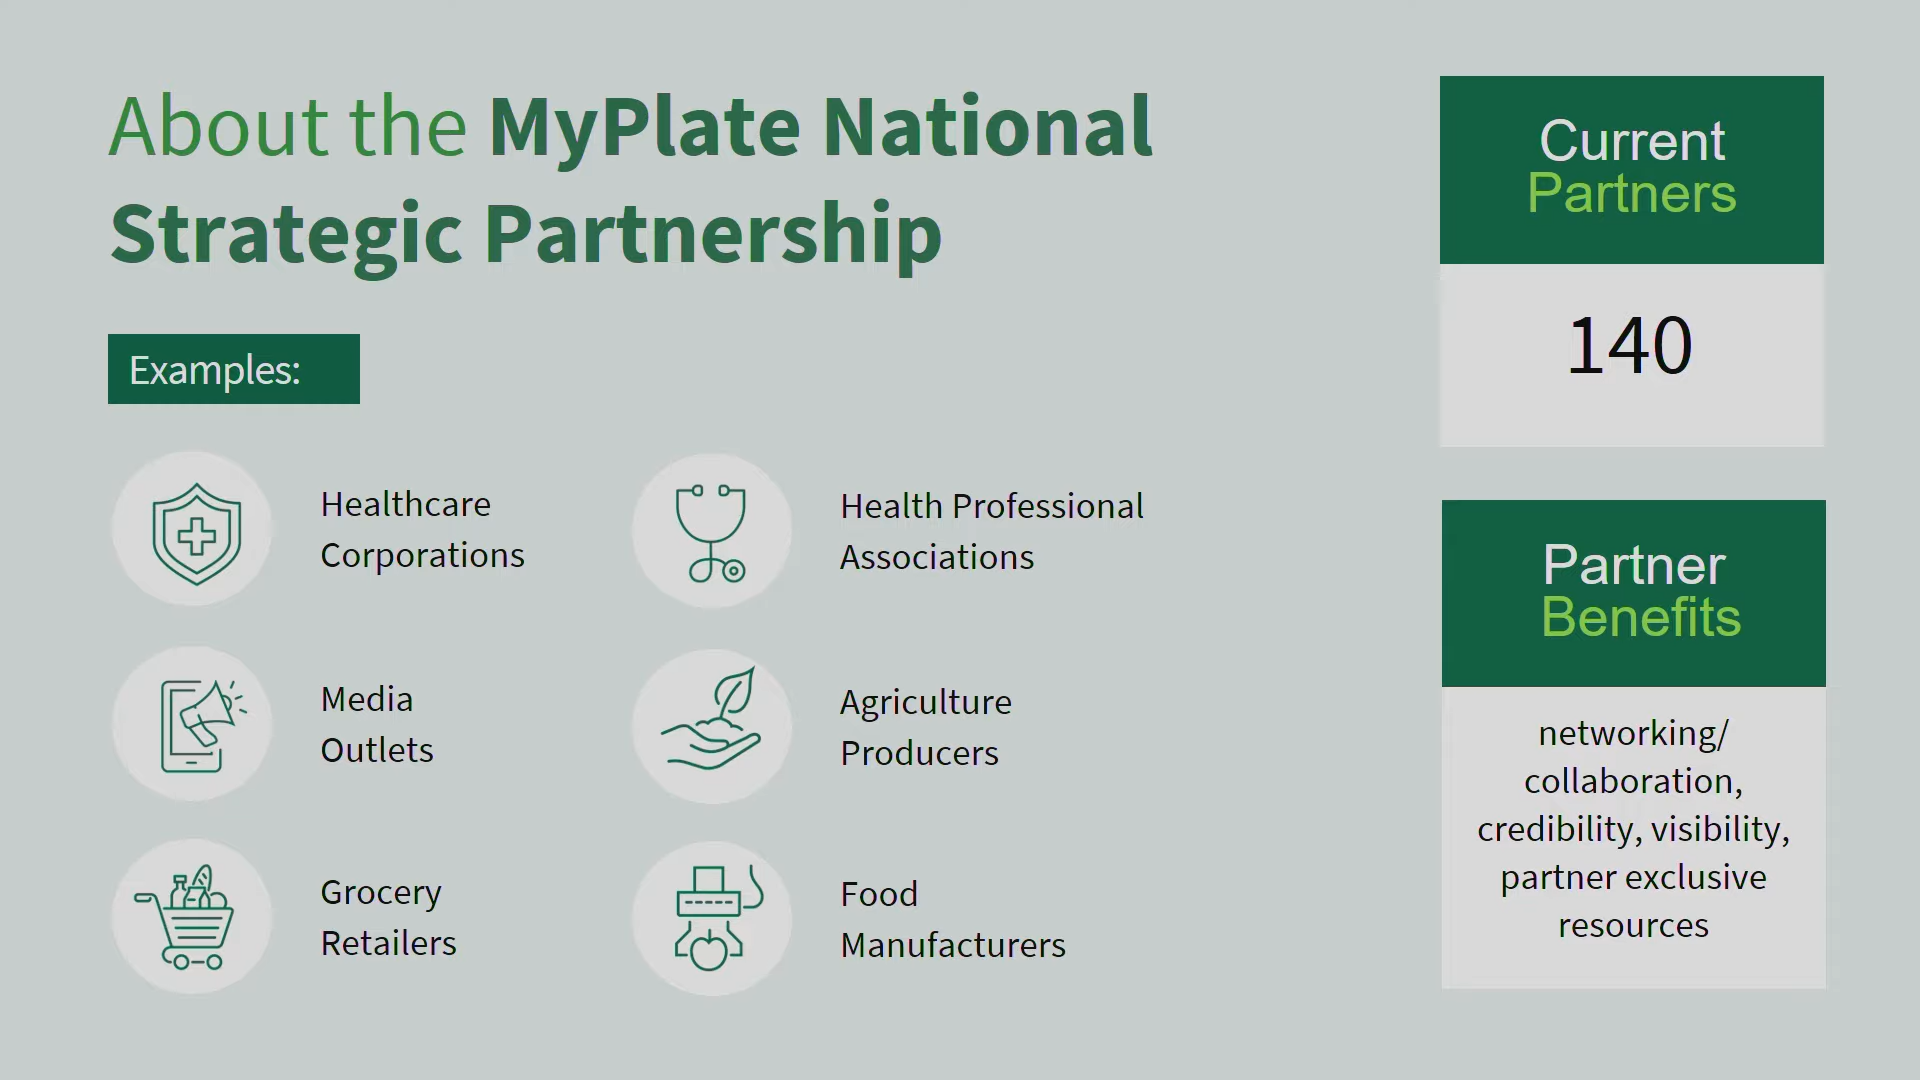 About the MyPlate National
Strategic Partnership
Examples:
Healthcare
Corporations
Health Professional
Associations
Media
Outlets
Agriculture
Producers
Grocery
Retailers
Food
Manufacturers
Current
Partners
140
Partner
Benefits
networking/
collaboration,
credibility, visibility,
partner exclusive
resources